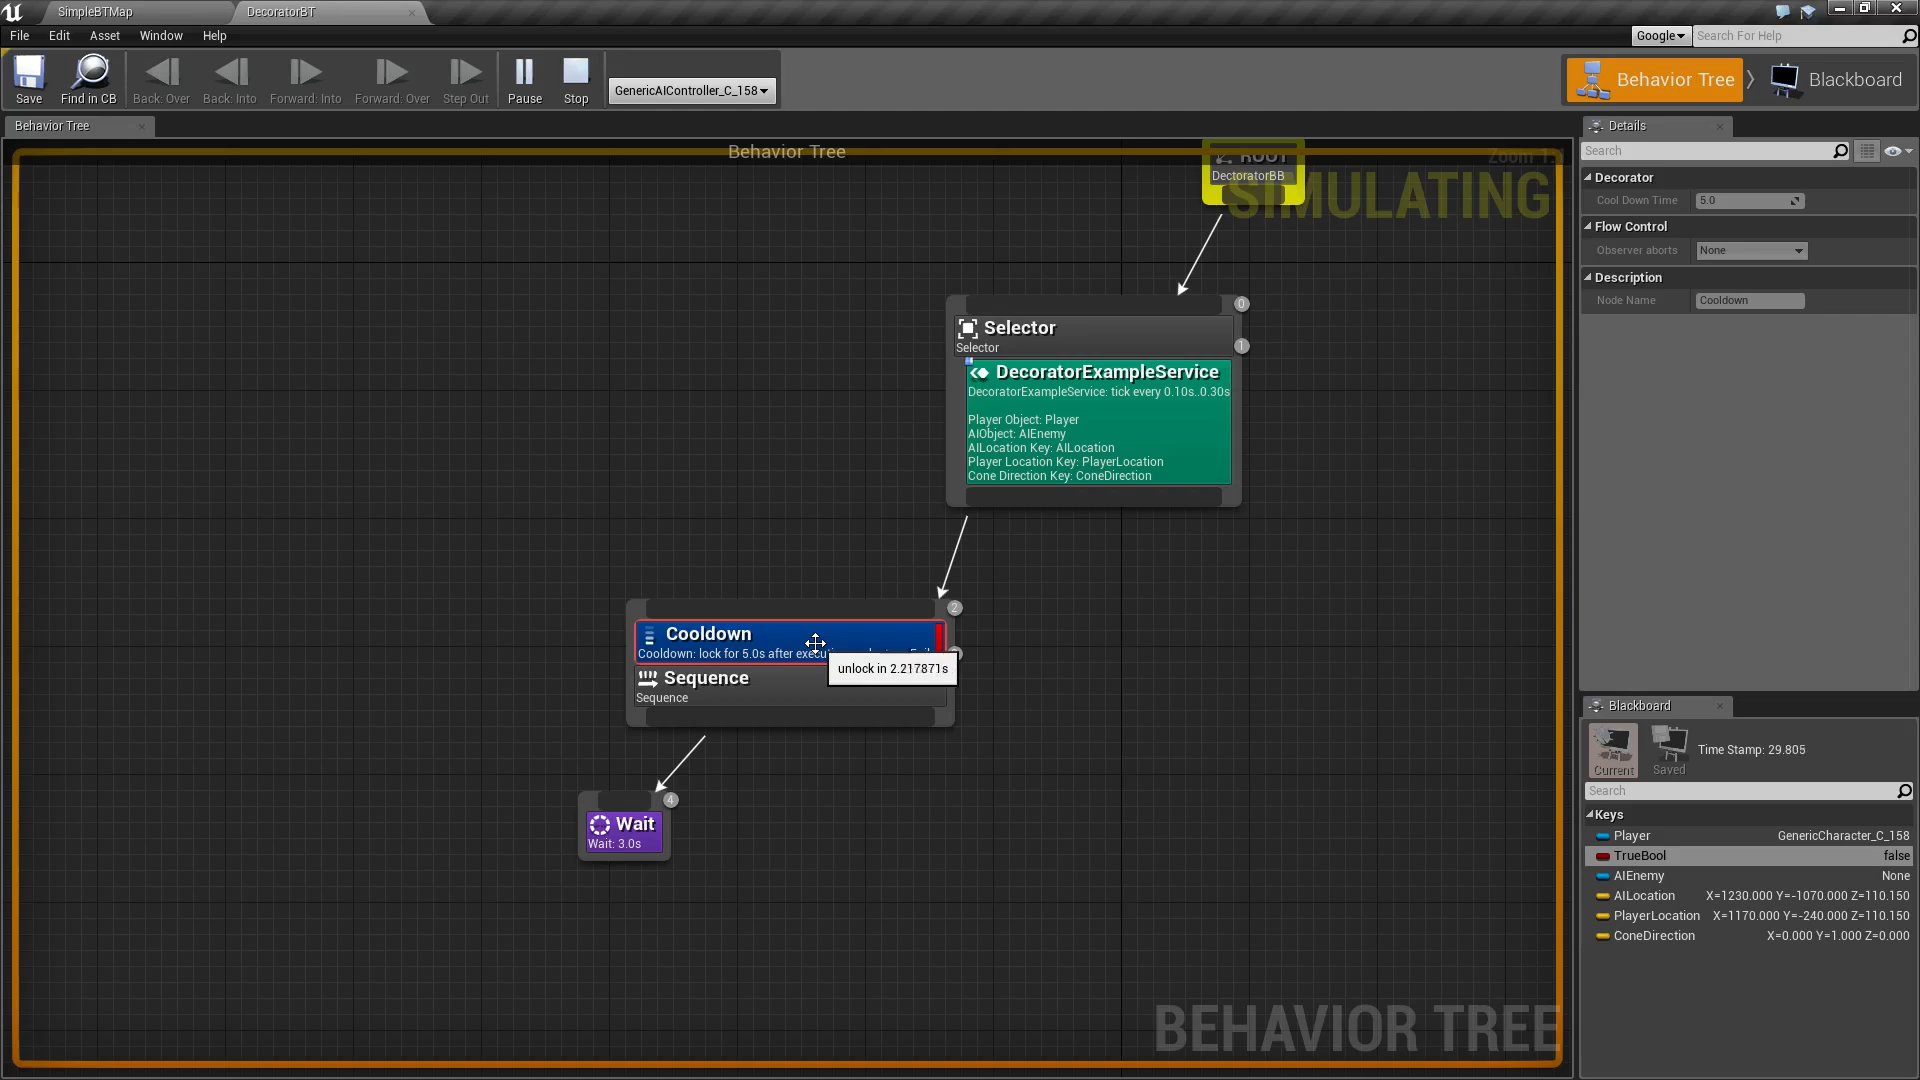 SimpleBTMap
DecoratorBT
File Edit Asset Window Help
Google
Search For Help
Save
Find in CB
Back: Over
Back: Into
Forward: Into
Forward: Over
Step Out
Pause
Stop
GenericAIController_C_158
Behavior Tree
Blackboard
Behavior Tree
Details
Behavior Tree
Zoom 1:1
SIMULATING
ROOT
DectoratorBB
Search
Decorator
Cool Down Time 5.0
Flow Control
Observer aborts None
Description
Node Name Cooldown
0
Selector
Selector
1
DecoratorExampleService
DecoratorExampleService: tick every 0.10s..0.30s
Player Object: Player
AIObject: AIEnemy
AILocation Key: AILocation
Player Location Key: PlayerLocation
Cone Direction Key: ConeDirection
2
Cooldown
Cooldown: lock for 5.0s after
unlock in 2.217871s
Sequence
Sequence
4
Wait
Wait: 3.0s
BEHAVIOR TREE
Blackboard
Current
Saved
Time Stamp: 29.805
Search
Keys
Player GenericCharacter_C_158
TrueBool false
AIEnemy None
AILocation X=1230.000 Y=-1070.000 Z=110.150
PlayerLocation X=1170.000 Y=-240.000 Z=110.150
ConeDirection X=0.000 Y=1.000 Z=0.000